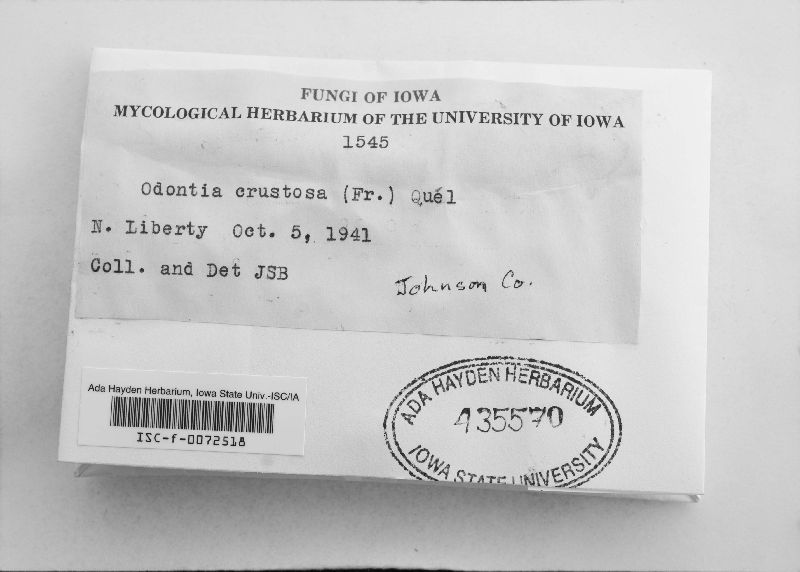 FUNGI OF IOWA
MYCOLOGICAL HERBARIUM OF THE UNIVERSITY OF IOWA
1545
Odontia crustosa (Fr.) Quél
N. Liberty Oct. 5, 1941
Coll. and Det JSB
Johnson Co.
Ada Hayden Herbarium, Iowa State Univ.-ISC/IA
ISC-f-0072518
ADA HAYDEN HERBARIUM
435570
IOWA STATE UNIVERSITY